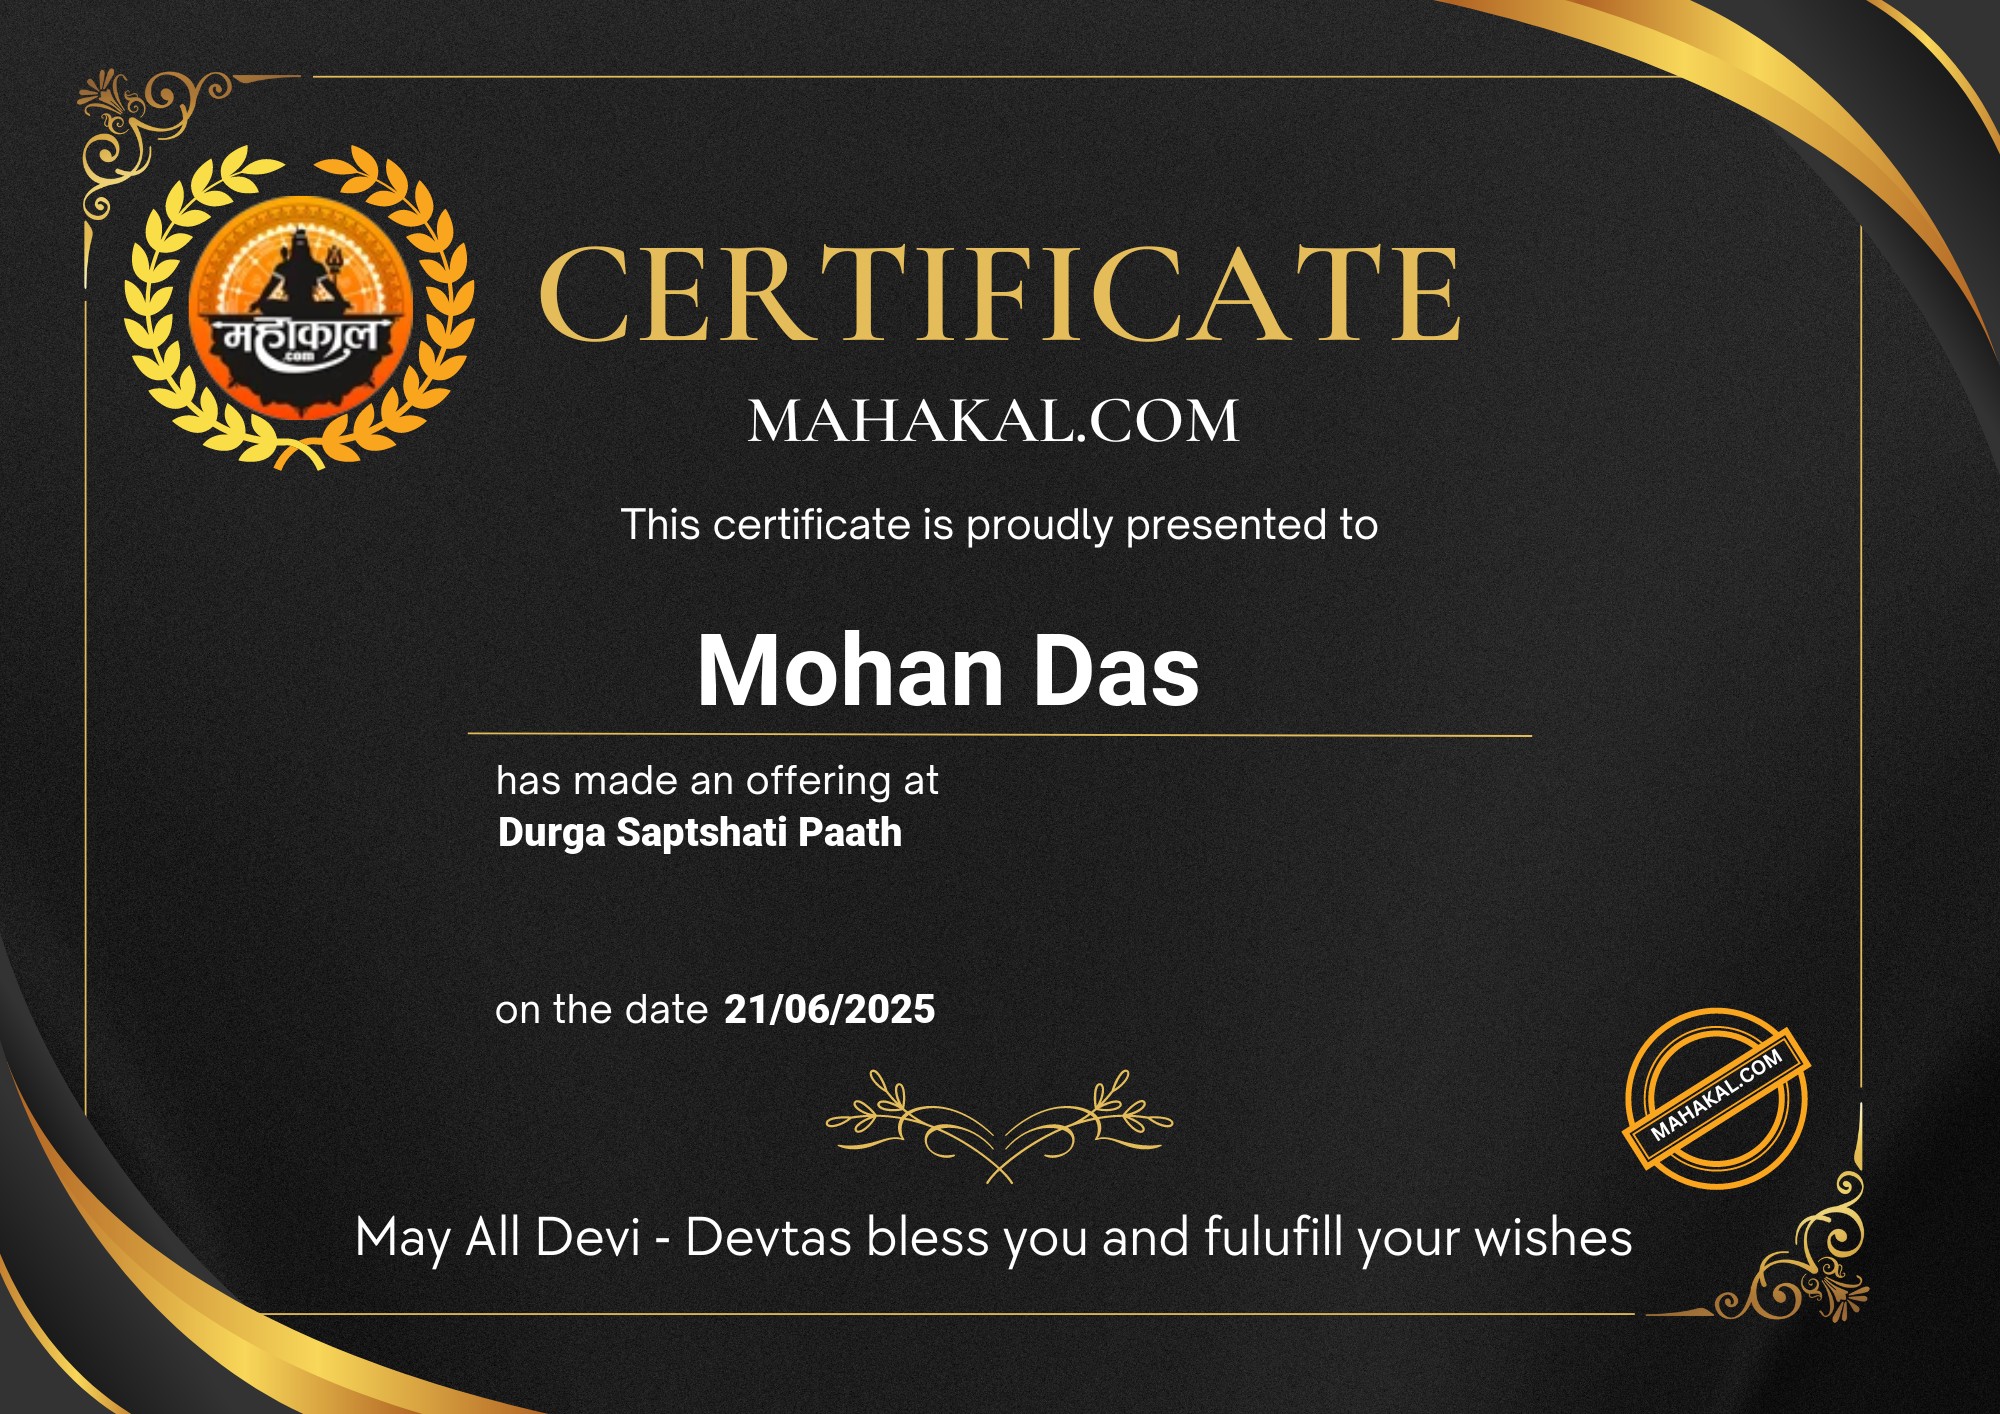 महाकाल
.com
CERTIFICATE
MAHAKAL.COM
This certificate is proudly presented to
Mohan Das
has made an offering at
Durga Saptshati Paath
on the date 21/06/2025
MAHAKAL.COM
May All Devi - Devtas bless you and fulufill your wishes